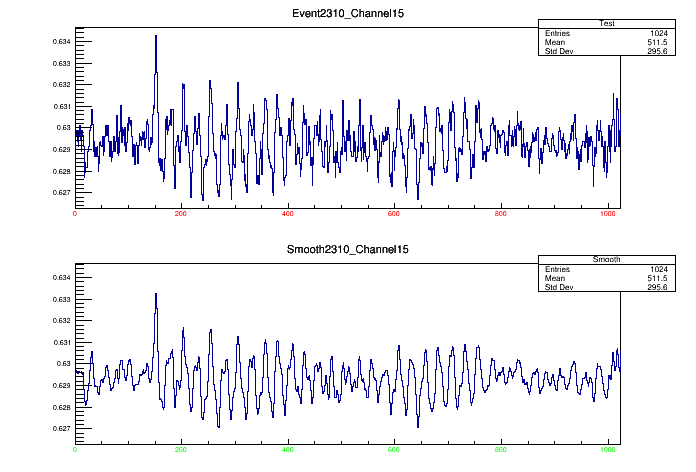 Event2310_Channel15
Test
Entries 1024
Mean 511.5
Std Dev 295.6
0.634
0.633
0.632
0.631
0.63
0.629
0.628
0.627
0 200 400 600 800 1000
Smooth2310_Channel15
Smooth
Entries 1024
Mean 511.5
Std Dev 295.6
0.634
0.633
0.632
0.631
0.63
0.629
0.628
0.627
0 200 400 600 800 1000